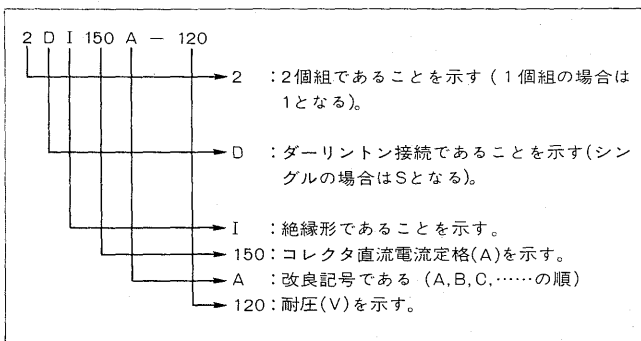 2 D I 150 A - 120
2 :2個組であることを示す(1個組の場合は
1となる)。
D :ダーリントン接続であることを示す(シン
グルの場合はSとなる)。
I :絶縁形であることを示す。
150:コレクタ直流電流定格(A)を示す。
A :改良記号である (A,B,C,……の順)
120:耐圧(V)を示す。